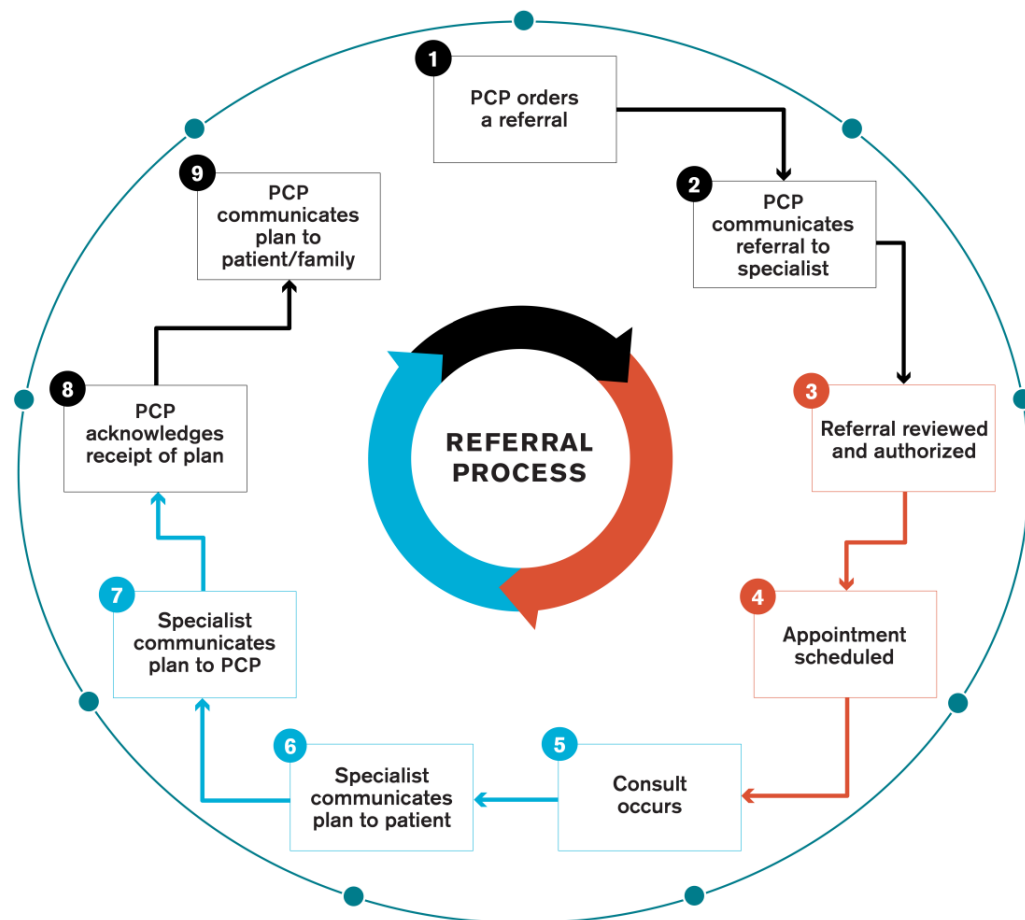 1
PCP orders
a referral
2
PCP
communicates
referral to
specialist
3
Referral reviewed
and authorized
4
Appointment
scheduled
5
Consult
occurs
6
Specialist
communicates
plan to patient
7
Specialist
communicates
plan to PCP
8
PCP
acknowledges
receipt of plan
9
PCP
communicates
plan to
patient/family
REFERRAL
PROCESS